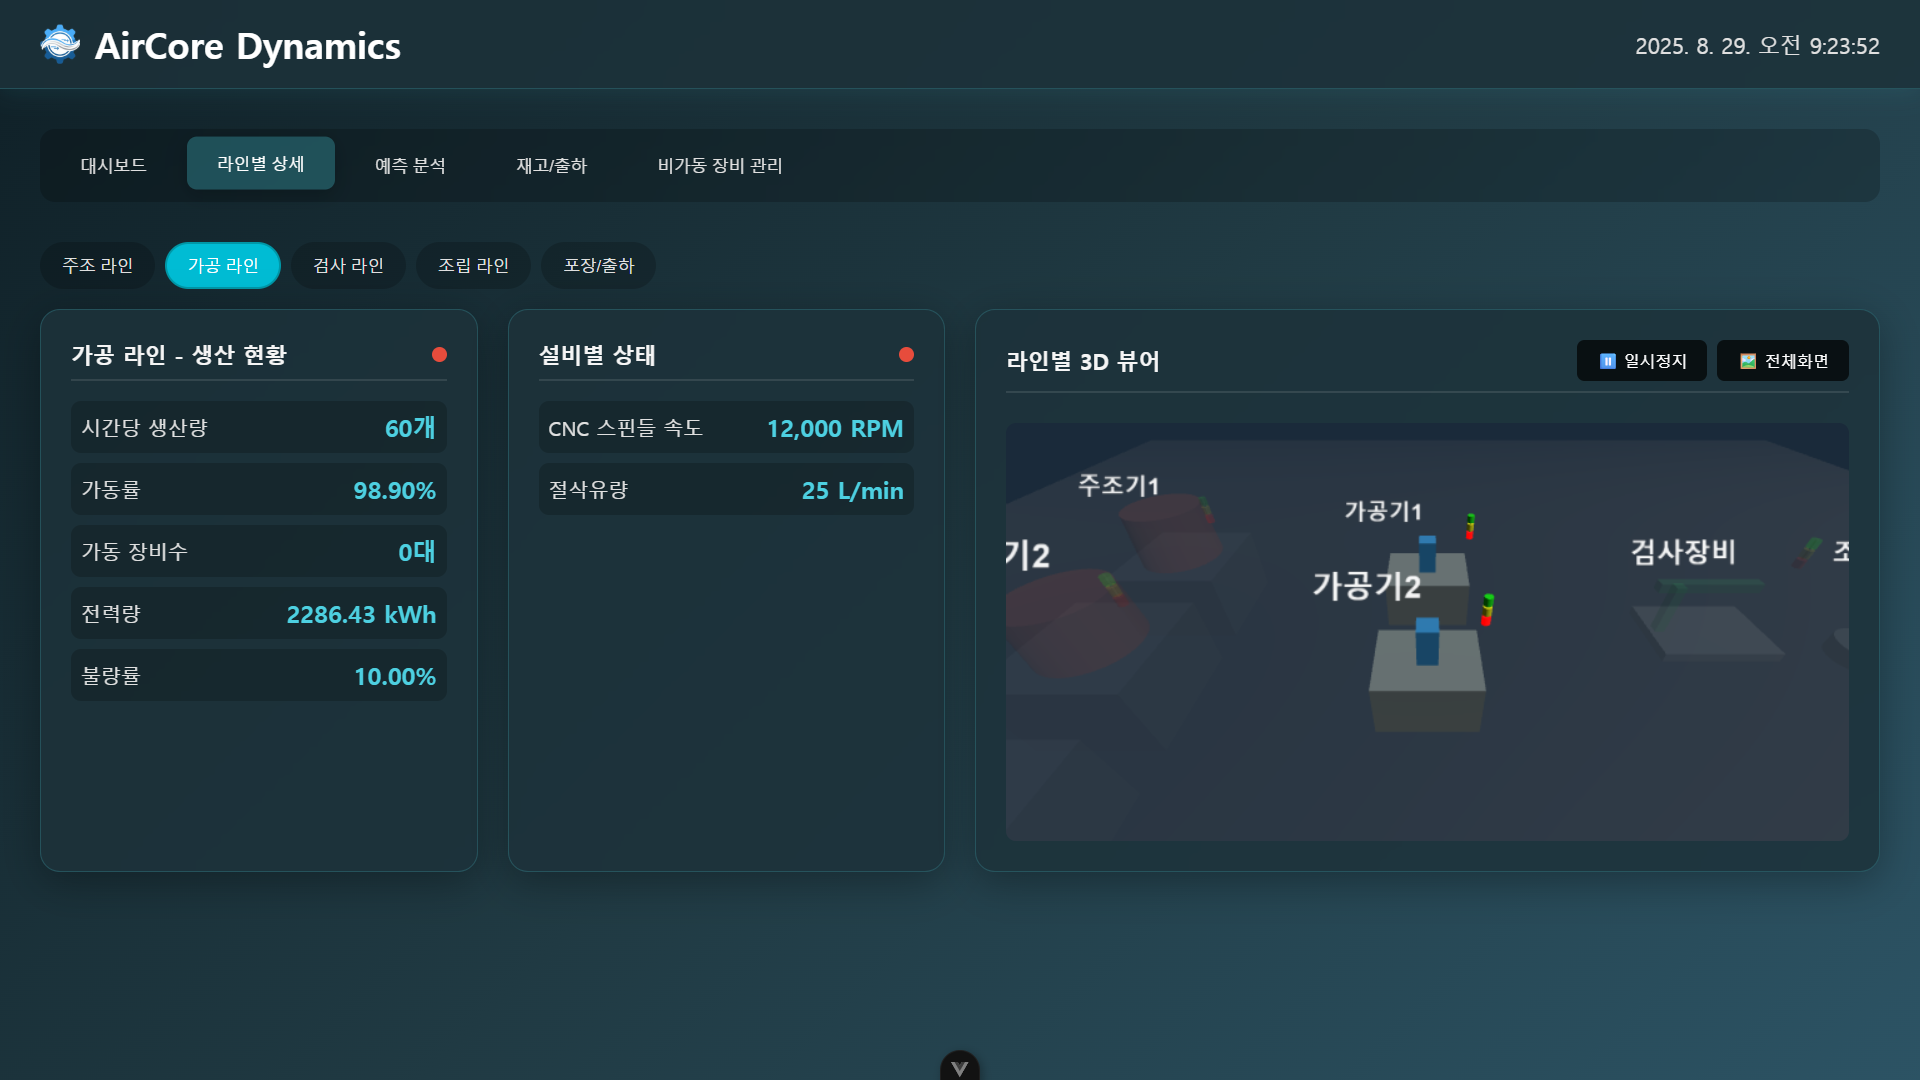 AirCore Dynamics
2025. 8. 29. 오전 9:23:52
대시보드
라인별 상세
예측 분석
재고/출하
비가동 장비 관리
주조 라인
가공 라인
검사 라인
조립 라인
포장/출하
가공 라인 - 생산 현황
시간당 생산량 60개
가동률 98.90%
가동 장비수 0대
전력량 2286.43 kWh
불량률 10.00%
설비별 상태
CNC 스핀들 속도 12,000 RPM
절삭유량 25 L/min
라인별 3D 뷰어
일시정지
전체화면
주조기1
가공기1
기2
가공기2
검사장비
조